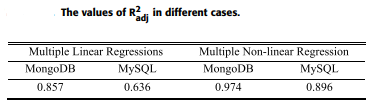 The values of R²adj in different cases.
Multiple Linear Regressions Multiple Non-linear Regression
MongoDB MySQL MongoDB MySQL
0.857 0.636 0.974 0.896